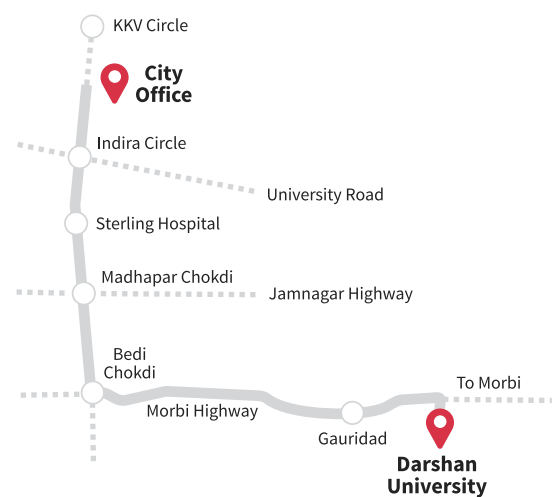 KKV Circle
City
Office
Indira Circle
University Road
Sterling Hospital
Madhapar Chokdi
Jamnagar Highway
Bedi
Chokdi
To Morbi
Morbi Highway
Gauridad
Darshan
University